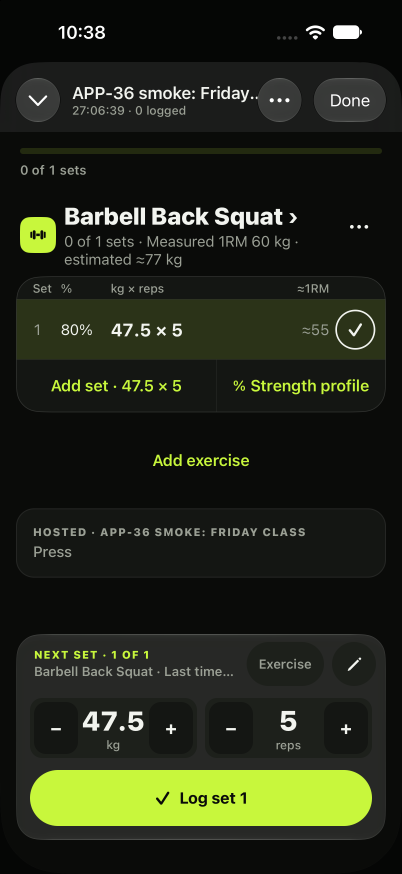 10:38
APP-36 smoke: Friday...
27:06:39 · 0 logged
Done
0 of 1 sets
Barbell Back Squat ›
0 of 1 sets · Measured 1RM 60 kg ·
estimated ≈77 kg
Set % kg × reps ≈1RM
1 80% 47.5 × 5 ≈55
Add set · 47.5 × 5
% Strength profile
Add exercise
HOSTED · APP-36 SMOKE: FRIDAY CLASS
Press
NEXT SET · 1 OF 1
Barbell Back Squat · Last time...
Exercise
− 47.5 +
kg
− 5 +
reps
Log set 1